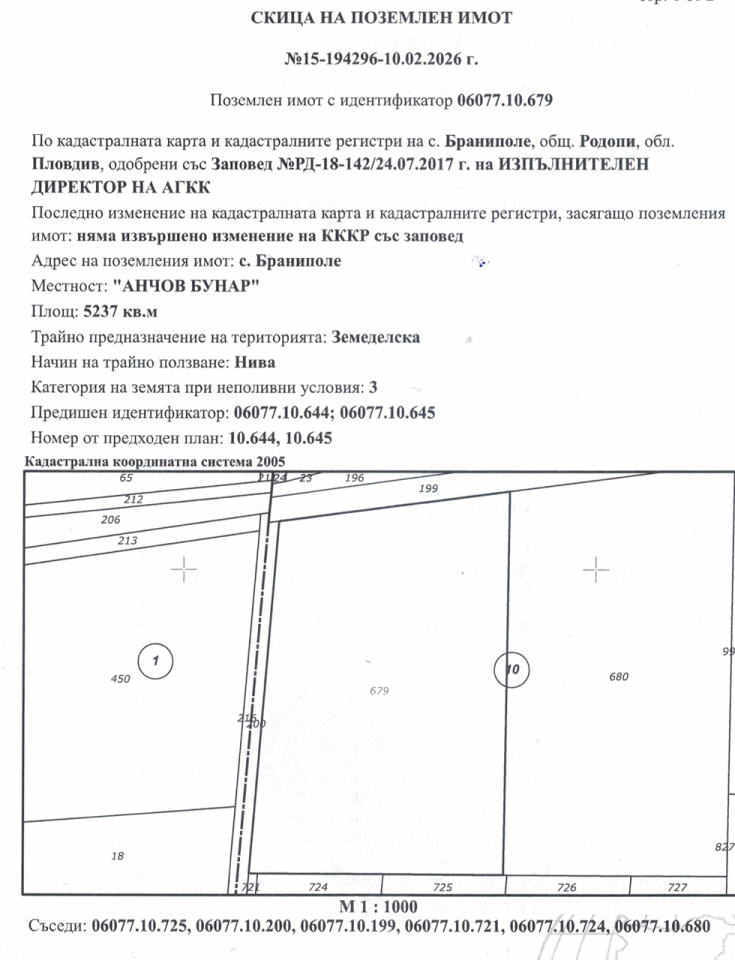 СКИЦА НА ПОЗЕМЛЕН ИМОТ
№15-194296-10.02.2026 г.
Поземлен имот с идентификатор 06077.10.679
По кадастралната карта и кадастралните регистри на с. Браниполе, общ. Родопи, обл.
Пловдив, одобрени със Заповед №РД-18-142/24.07.2017 г. на ИЗПЪЛНИТЕЛЕН
ДИРЕКТОР НА АГКК
Последно изменение на кадастралната карта и кадастралните регистри, засягащо поземления
имот: няма извършено изменение на КККР със заповед
Адрес на поземления имот: с. Браниполе
Местност: "АНЧОВ БУНАР"
Площ: 5237 кв.м
Трайно предназначение на територията: Земеделска
Начин на трайно ползване: Нива
Категория на земята при неполивни условия: 3
Предишен идентификатор: 06077.10.644; 06077.10.645
Номер от предходен план: 10.644, 10.645
Кадастрална координатна система 2005
65
23
196
199
212
206
213
1
10
450
680
679
200
18
721
724
725
726
727
М 1 : 1000
Съседи: 06077.10.725, 06077.10.200, 06077.10.199, 06077.10.721, 06077.10.724, 06077.10.680